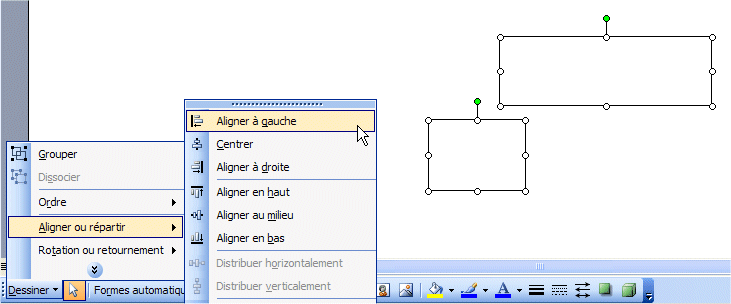 Grouper
Dissocier
Ordre
Aligner ou répartir
Rotation ou retournement
Aligner à gauche
Centrer
Aligner à droite
Aligner en haut
Aligner au milieu
Aligner en bas
Distribuer horizontalement
Distribuer verticalement
Dessiner
Formes automatiqu
A